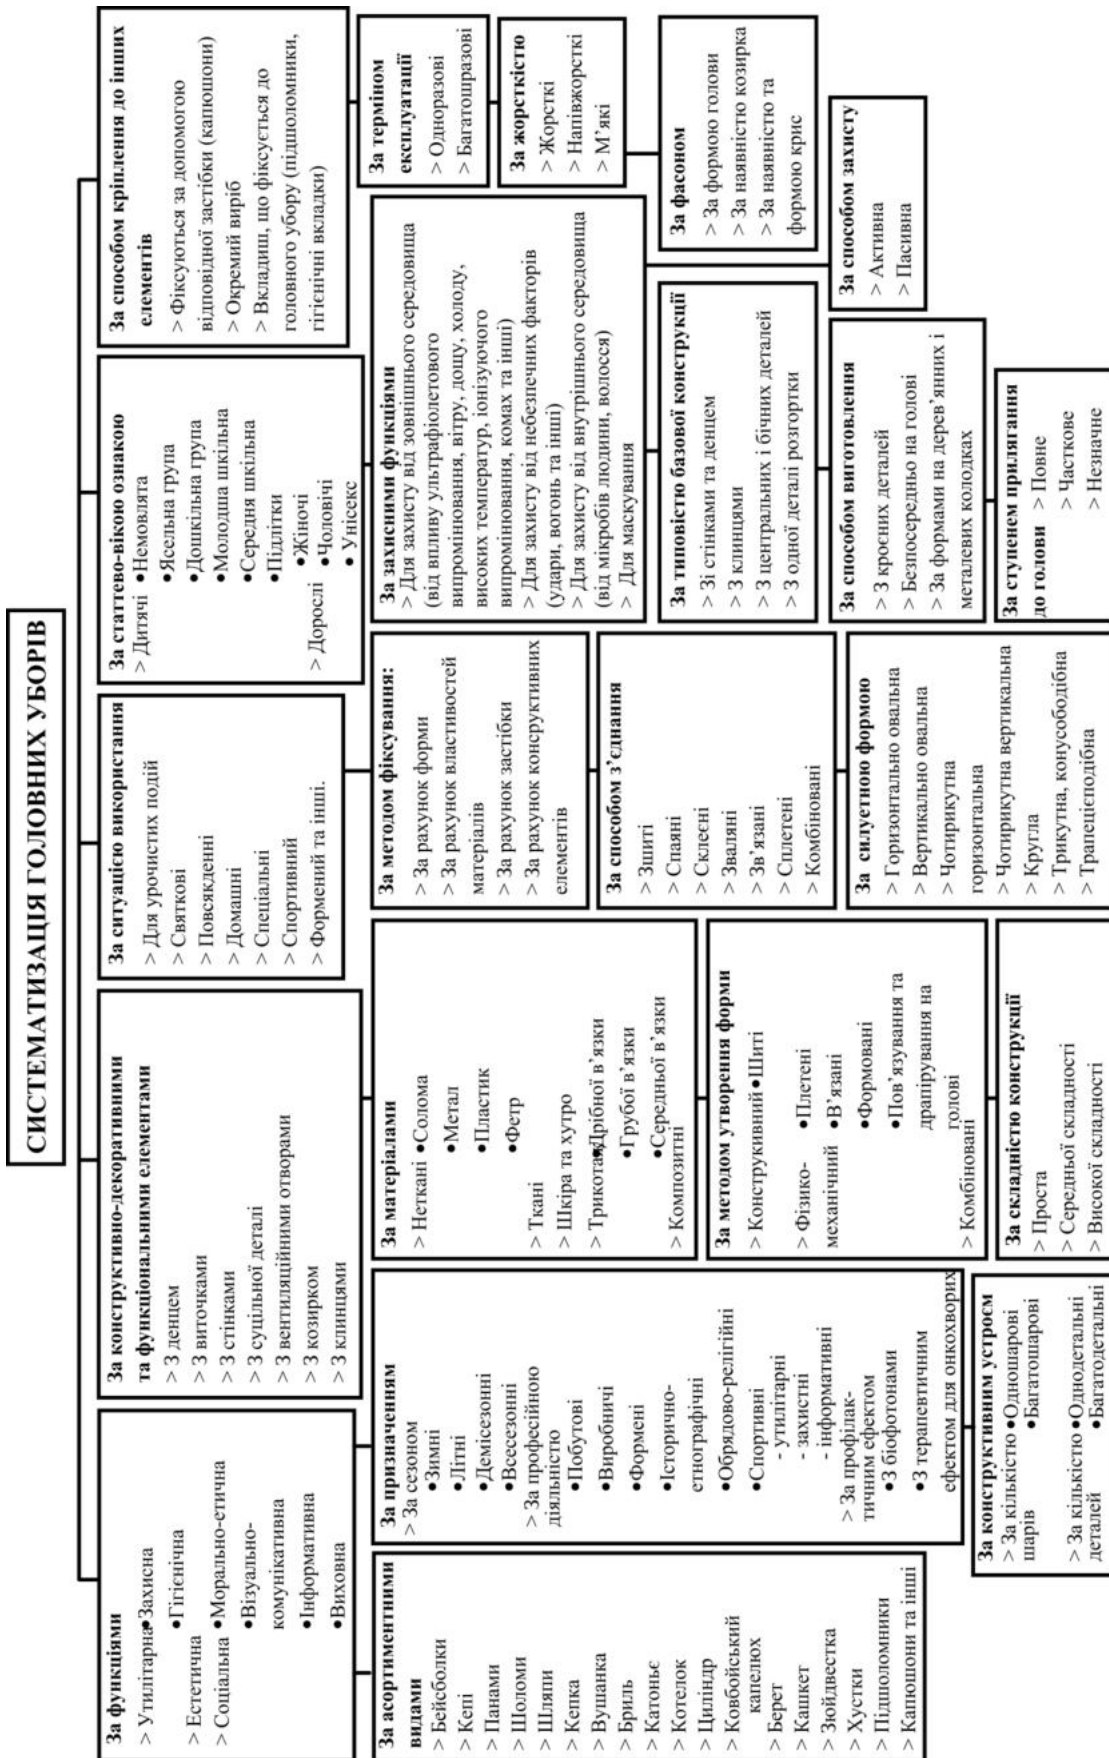 СИСТЕМАТИЗАЦІЯ ГОЛОВНИХ УБОРІВ
За функціями
> Утилітарна
●Захисна
●Гігієнічна
> Естетична
> Соціальна
●Морально-етична
●Візуально-
комунікативна
●Інформативна
●Виховна
За конструктивно-декоративними
та функціональними елементами
> З денцем
> З виточками
> З стінками
> З суцільної деталі
> З вентиляційними отворами
> З козирком
> З клинцями
За ситуацією використання
> Для урочистих подій
> Святкові
> Повсякденні
> Домашні
> Спеціальні
> Спортивний
> Формений та інші.
За статтево-вікою ознакою
> Дитячі
●Немовлята
●Ясельна група
●Дошкільна група
●Молодша шкільна
●Середня шкільна
●Підлітки
> Дорослі
●Жіночі
●Чоловічі
●Унісекс
За способом кріплення до інших
елементів
> Фіксуються за допомогою
відповідної застібки (капюшони)
> Окремий виріб
> Вкладиш, що фіксується до
головного убору (підшоломники,
гігієнічні вкладки)
За асортиментними
видами
> Бейсболки
> Кепі
> Панами
> Шоломи
> Шляпи
> Кепка
> Вушанка
> Бриль
> Катоньє
> Котелок
> Циліндр
> Ковбойський
капелюх
> Берет
> Кашкет
> Зюйдвестка
> Хустки
> Підшоломники
> Капюшони та інші
За призначенням
> За сезоном
●Зимні
●Літні
●Демісезонні
●Всесезонні
> За професійною
діяльністю
●Побутові
●Виробничі
●Формені
●Історично-
етнографічні
●Обрядово-релігійні
●Спортивні
- утилітарні
- захистні
- інформативні
> За профілак-
тичним ефектом
●З біофотонами
●З терапевтичним
ефектом для онкохворих
За конструктивним устроєм
> За кількістю
шарів
●Одношарові
●Багатошарові
> За кількістю
деталей
●Однодетальні
●Багатодетальні
За матеріалами
> Неткані
●Солома
●Метал
●Пластик
●Фетр
> Ткані
> Шкіра та хутро
> Трикотаж
●Дрібної в’язки
●Грубої в’язки
●Середньої в’язки
> Композитні
За методом утворення форми
> Конструкивний
●Шиті
> Фізико-
механічний
●Плетені
●В’язані
●Формовані
●Пов’язування та
драпірування на
голові
> Комбіновані
За складністю конструкції
> Проста
> Середньої складності
> Високої складності
За методом фіксування:
> За рахунок форми
> За рахунок властивостей
матеріалів
> За рахунок застібки
> За рахунок консруктивних
елементів
За способом з’єднання
> Зшиті
> Спаяні
> Склеєні
> Зваляні
> Зв’язані
> Сплетені
> Комбіновані
За силуетною формою
> Горизонтально овальна
> Вертикально овальна
> Чотирикутна
горизонтальна
> Чотирикутна вертикальна
> Кругла
> Трикутна, конусободібна
> Трапецієподібна
За захисними функціями
> Для захисту від зовнішнього середовища
(від впливу ультрафіолетового
випромінювання, вітру, дощу, холоду,
високих температур, іонізуючого
випромінювання, комах та інші)
> Для захисту від небезпечних факторів
(удари, вогонь та інші)
> Для захисту від внутрішнього середовища
(від мікробів людини, волосся)
> Для маскування
За типовістю базової конструкції
> Зі стінками та денцем
> З клинцями
> З центральних і бічних деталей
> З одної деталі розгортки
За способом виготовлення
> З кроєних деталей
> Безпосередньо на голові
> За формами на дерев’янних і
металевих колодках
За ступенем прилягання
до голови
> Повне
> Часткове
> Незначне
За терміном
експлуатації
> Одноразові
> Багатошразові
За жорсткістю
> Жорсткі
> Напівжорсткі
> М’які
За фасоном
> За формою голови
> За наявністю козирка
> За наявністю та
формою крис
За способом захисту
> Активна
> Пасивна